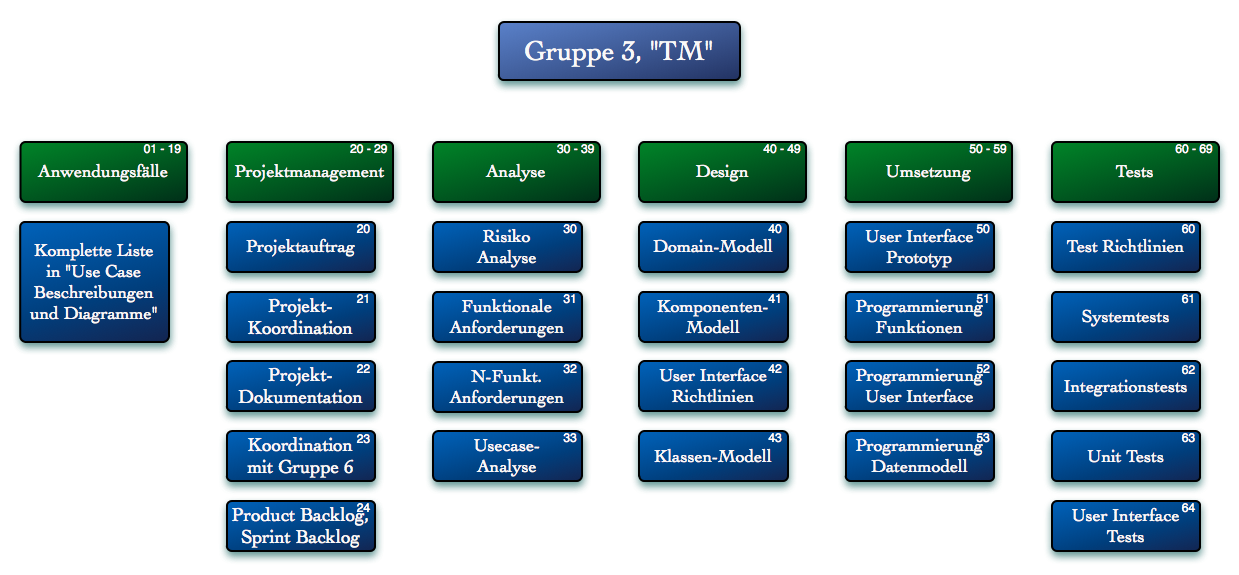 Gruppe 3, "TM"
01 - 19
Anwendungsfälle
Komplette Liste
in "Use Case
Beschreibungen
und Diagramme"
20 - 29
Projektmanagement
20
Projektauftrag
21
Projekt-
Koordination
22
Projekt-
Dokumentation
23
Koordination
mit Gruppe 6
24
Product Backlog,
Sprint Backlog
30 - 39
Analyse
30
Risiko
Analyse
31
Funktionale
Anforderungen
32
N-Funkt.
Anforderungen
33
Usecase-
Analyse
40 - 49
Design
40
Domain-Modell
41
Komponenten-
Modell
42
User Interface
Richtlinien
43
Klassen-Modell
50 - 59
Umsetzung
50
User Interface
Prototyp
51
Programmierung
Funktionen
52
Programmierung
User Interface
53
Programmierung
Datenmodell
60 - 69
Tests
60
Test Richtlinien
61
Systemtests
62
Integrationstests
63
Unit Tests
64
User Interface
Tests